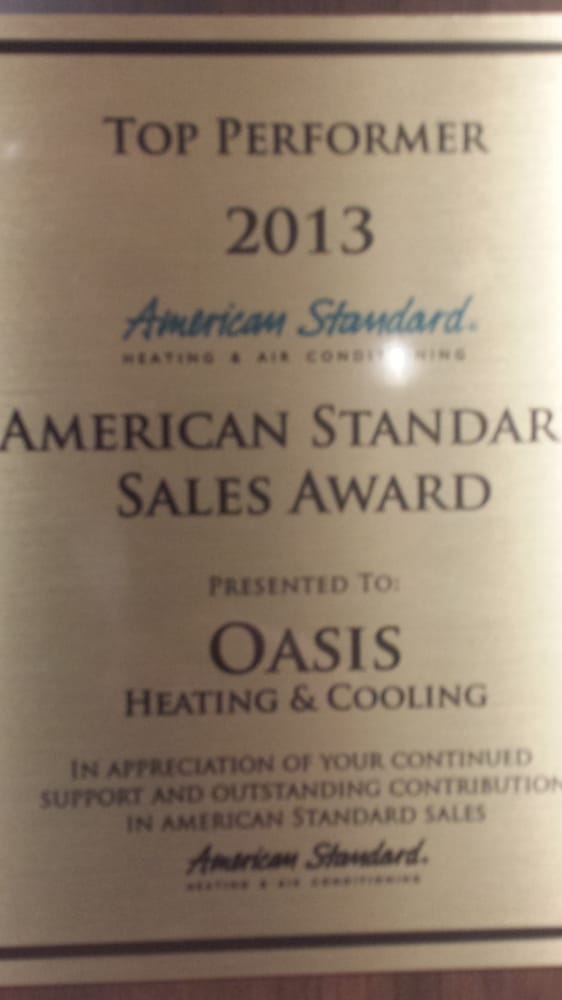 TOP PERFORMER
2013
American Standard.
HEATING & AIR CONDITIONING
AMERICAN STANDAR
SALES AWARD
PRESENTED TO:
OASIS
HEATING & COOLING
IN APPRECIATION OF YOUR CONTINUED
SUPPORT AND OUTSTANDING CONTRIBUTION
IN AMERICAN STANDARD SALES
American Standard.
HEATING & AIR CONDITIONING